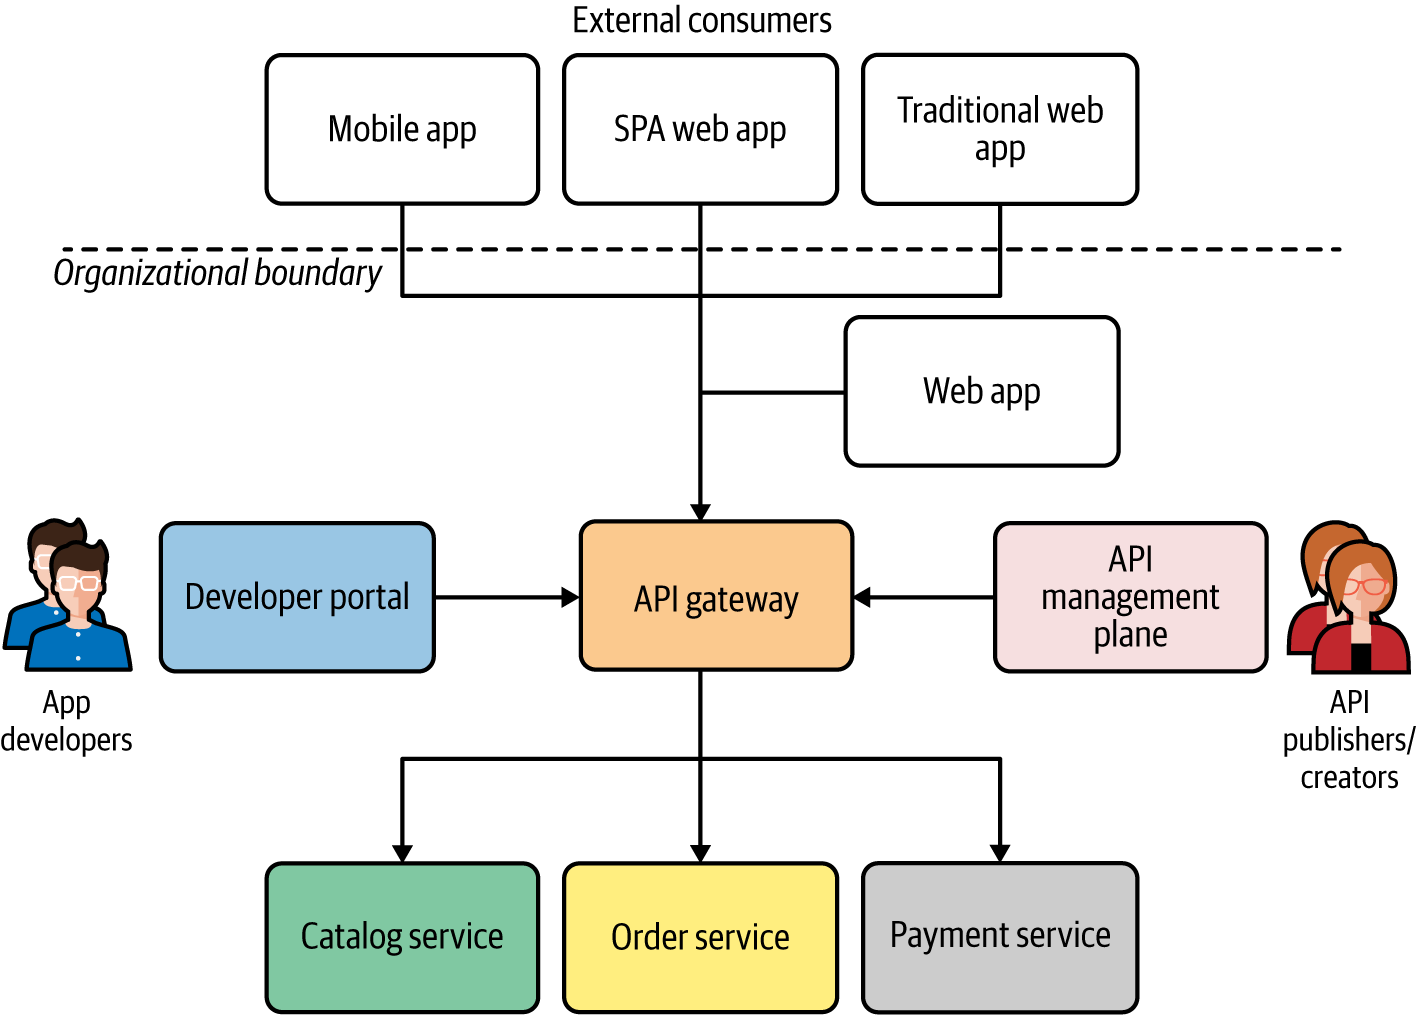 External consumers
Mobile app
SPA web app
Traditional web
app
Organizational boundary
Web app
Developer portal
API gateway
API
management
plane
App
developers
API
publishers/
creators
Catalog service
Order service
Payment service